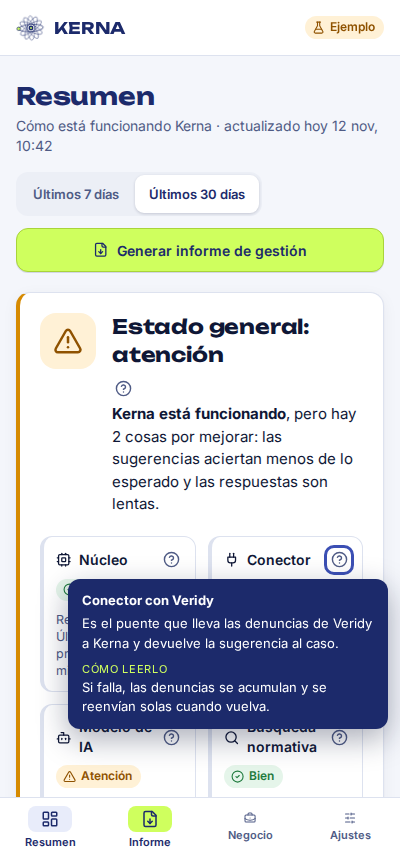 KERNA
Ejemplo
Resumen
Cómo está funcionando Kerna · actualizado hoy 12 nov,
10:42
Últimos 7 días
Últimos 30 días
Generar informe de gestión
Estado general:
atención
Kerna está funcionando, pero hay
2 cosas por mejorar: las
sugerencias aciertan menos de lo
esperado y las respuestas son
lentas.
Núcleo
Conector
Conector con Veridy
Es el puente que lleva las denuncias de Veridy
a Kerna y devuelve la sugerencia al caso.
CÓMO LEERLO
Si falla, las denuncias se acumulan y se
reenvían solas cuando vuelva.
Modelo de
IA
Búsqueda
normativa
Atención
Bien
Resumen
Informe
Negocio
Ajustes